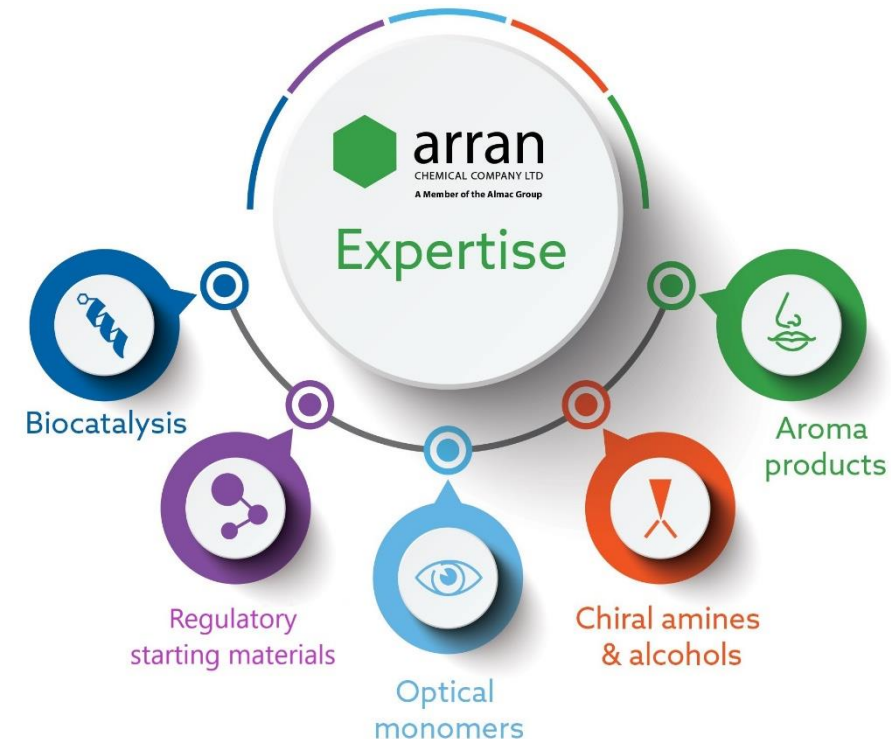 arran
CHEMICAL COMPANY LTD
A Member of the Almac Group
Expertise
Biocatalysis
Regulatory
starting materials
Optical
monomers
Chiral amines
& alcohols
Aroma
products